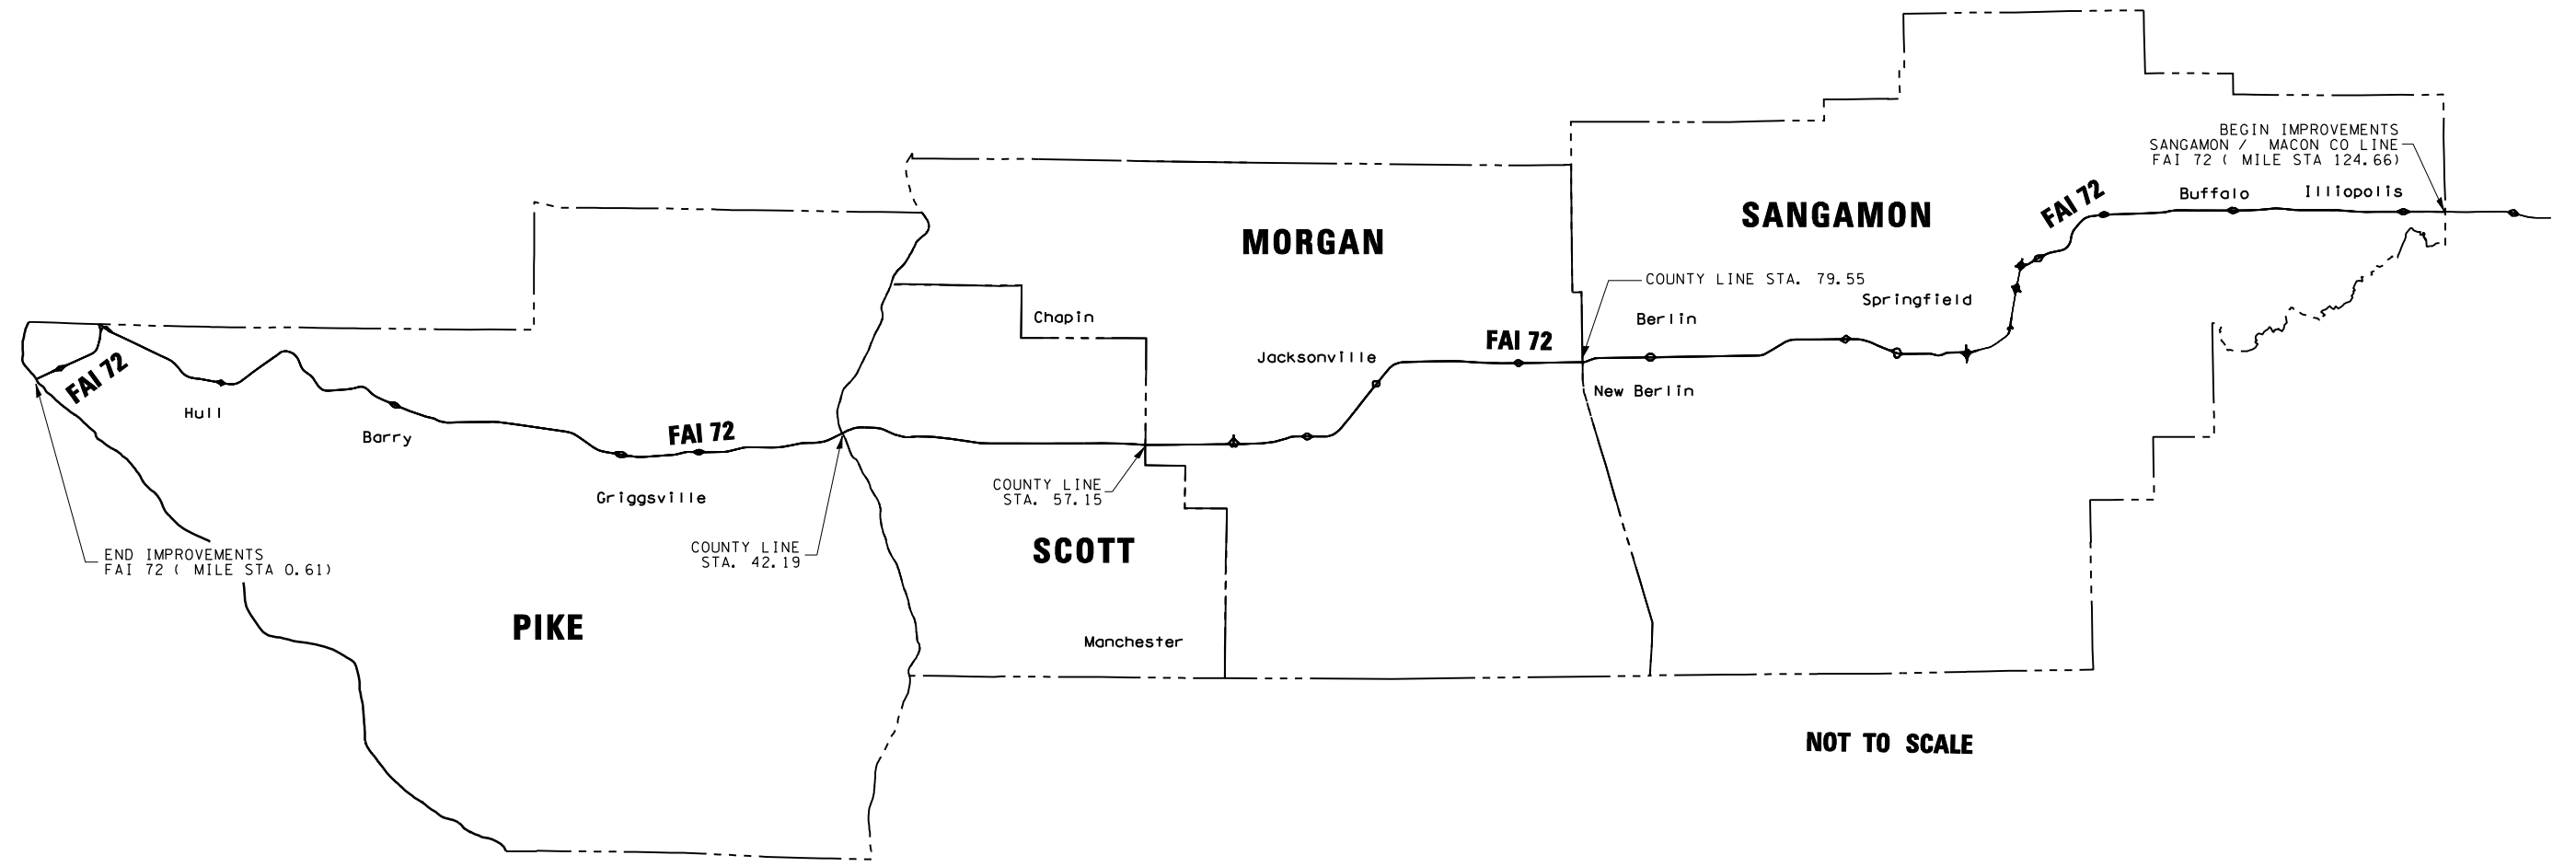 BEGIN IMPROVEMENTS
SANGAMON / MACON CO LINE
FAI 72 ( MILE STA 124.66)
FAI 72
Buffalo
Illiopolis
SANGAMON
MORGAN
COUNTY LINE STA. 79.55
Springfield
Chapin
Berlin
FAI 72
Jacksonville
FAI 72
New Berlin
Hull
Barry
FAI 72
Griggsville
COUNTY LINE
STA. 57.15
END IMPROVEMENTS
FAI 72 ( MILE STA 0.61)
COUNTY LINE
STA. 42.19
SCOTT
PIKE
Manchester
NOT TO SCALE